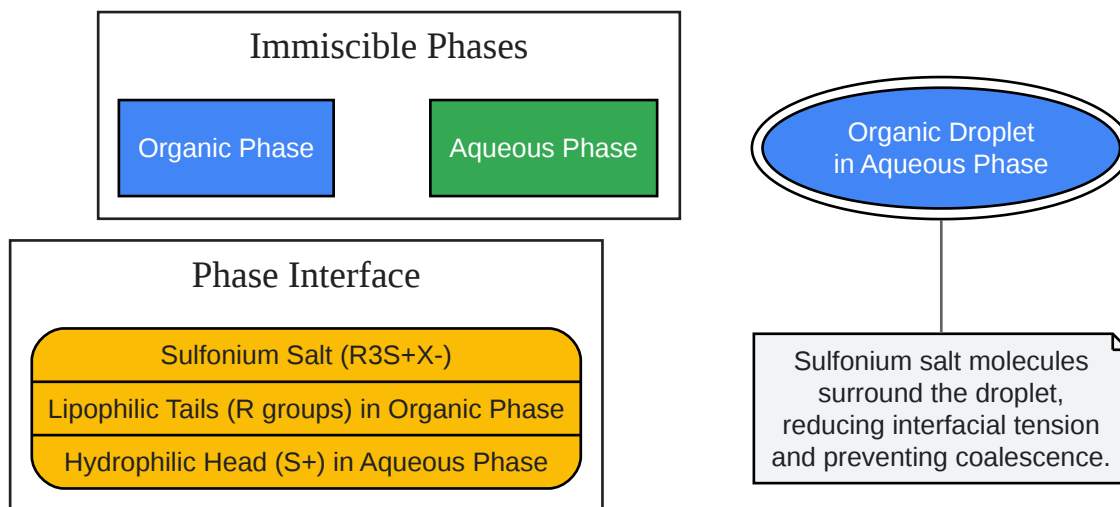 Immiscible Phases
Organic Phase
Aqueous Phase
Organic Droplet
in Aqueous Phase
Phase Interface
Sulfonium Salt (R3S+X-)
Lipophilic Tails (R groups) in Organic Phase
Hydrophilic Head (S+) in Aqueous Phase
Sulfonium salt molecules
surround the droplet,
reducing interfacial tension
and preventing coalescence.